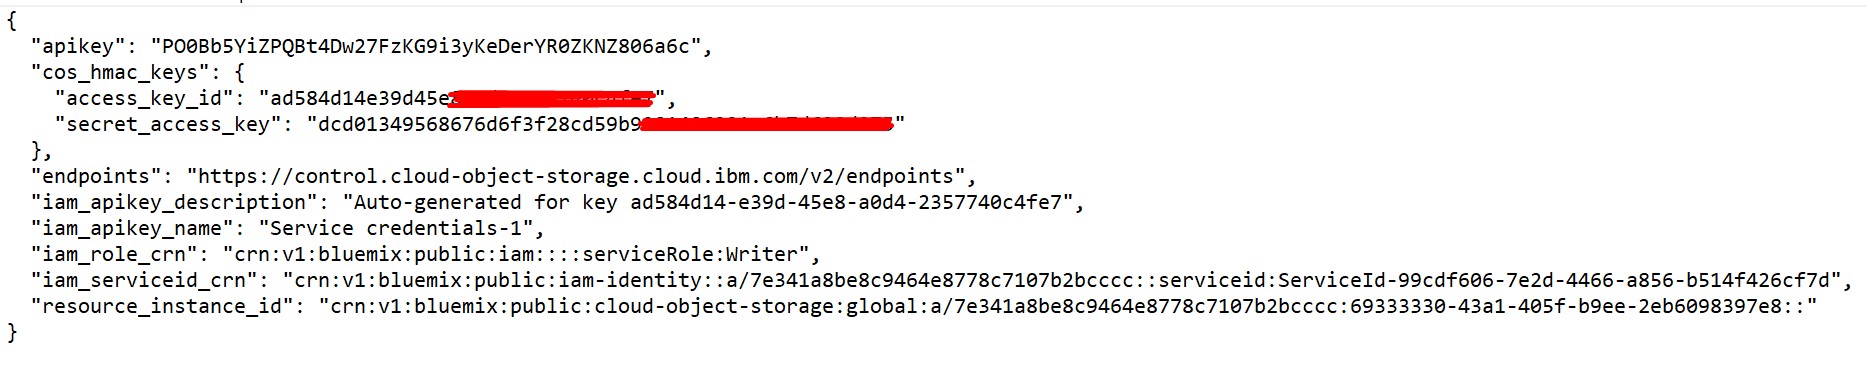 {
"apikey": "PO0Bb5YiZPQBt4Dw27FzKG9i3yKeDerYR0ZKNZ806a6c",
"cos_hmac_keys": {
"access_key_id": "ad584d14e39d45e",
"secret_access_key": "dcd01349568676d6f3f28cd59b9"
},
"endpoints": "https://control.cloud-object-storage.cloud.ibm.com/v2/endpoints",
"iam_apikey_description": "Auto-generated for key ad584d14-e39d-45e8-a0d4-2357740c4fe7",
"iam_apikey_name": "Service credentials-1",
"iam_role_crn": "crn:v1:bluemix:public:iam::::serviceRole:Writer",
"iam_serviceid_crn": "crn:v1:bluemix:public:iam-identity::a/7e341a8be8c9464e8778c7107b2bcccc::serviceid:ServiceId-99cdf606-7e2d-4466-a856-b514f426cf7d",
"resource_instance_id": "crn:v1:bluemix:public:cloud-object-storage:global:a/7e341a8be8c9464e8778c7107b2bcccc:69333330-43a1-405f-b9ee-2eb6098397e8::"
}